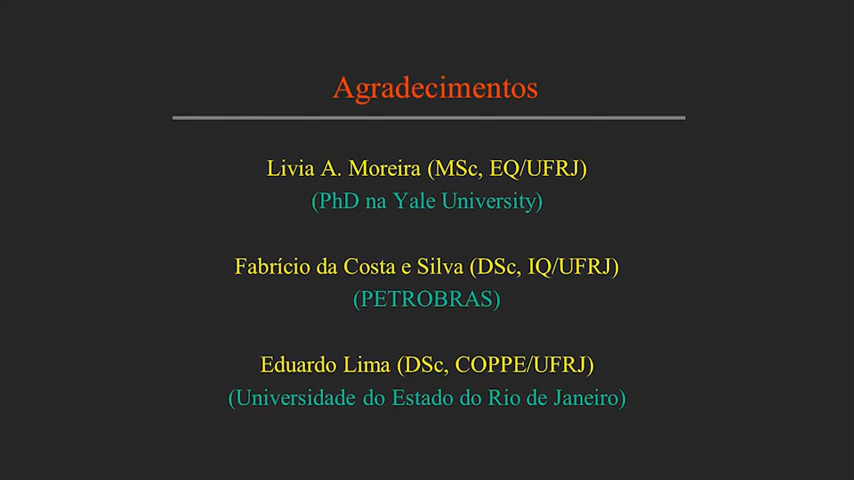 Agradecimentos
Livia A. Moreira (MSc, EQ/UFRJ)
(PhD na Yale University)
Fabrício da Costa e Silva (DSc, IQ/UFRJ)
(PETROBRAS)
Eduardo Lima (DSc, COPPE/UFRJ)
(Universidade do Estado do Rio de Janeiro)